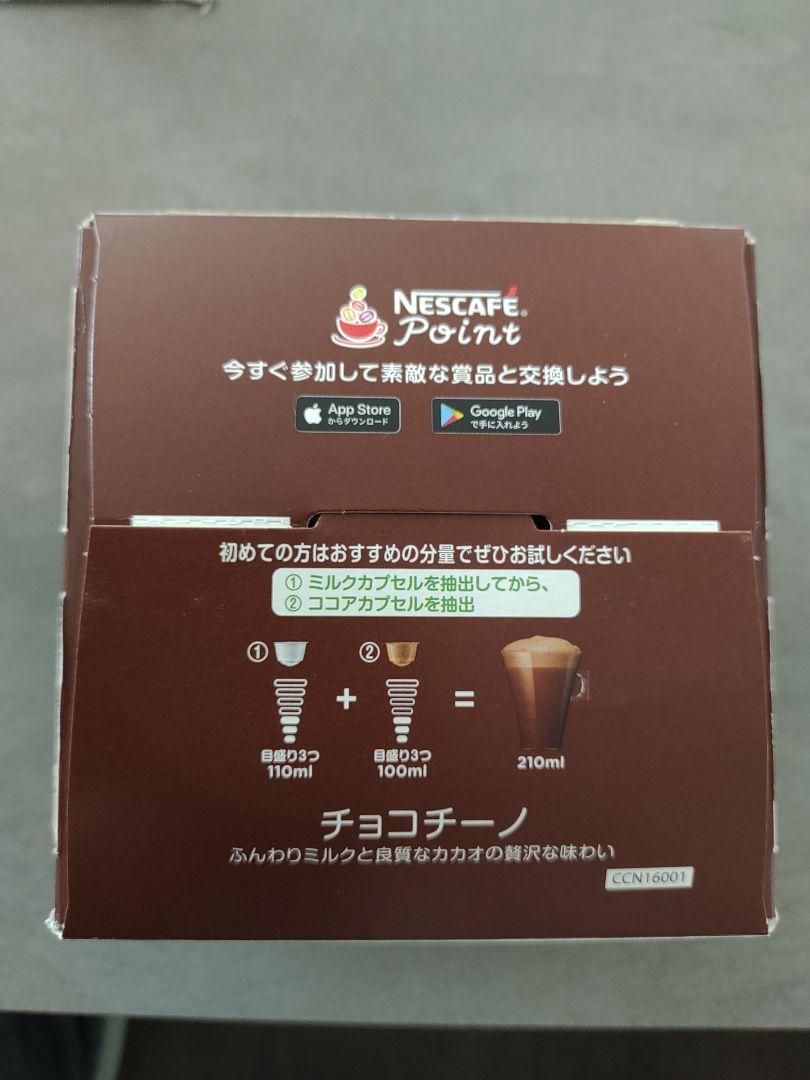 NESCAFÉ®
Point
今すぐ参加して素敵な賞品と交換しよう
App Store
からダウンロード
Google Play
で手に入れよう
初めての方はおすすめの分量でぜひお試しください
① ミルクカプセルを抽出してから、
② ココアカプセルを抽出
① + ② =
目盛り3つ 目盛り3つ
110ml 100ml 210ml
チョコチーノ
ふんわりミルクと良質なカカオの贅沢な味わい
CCN16001